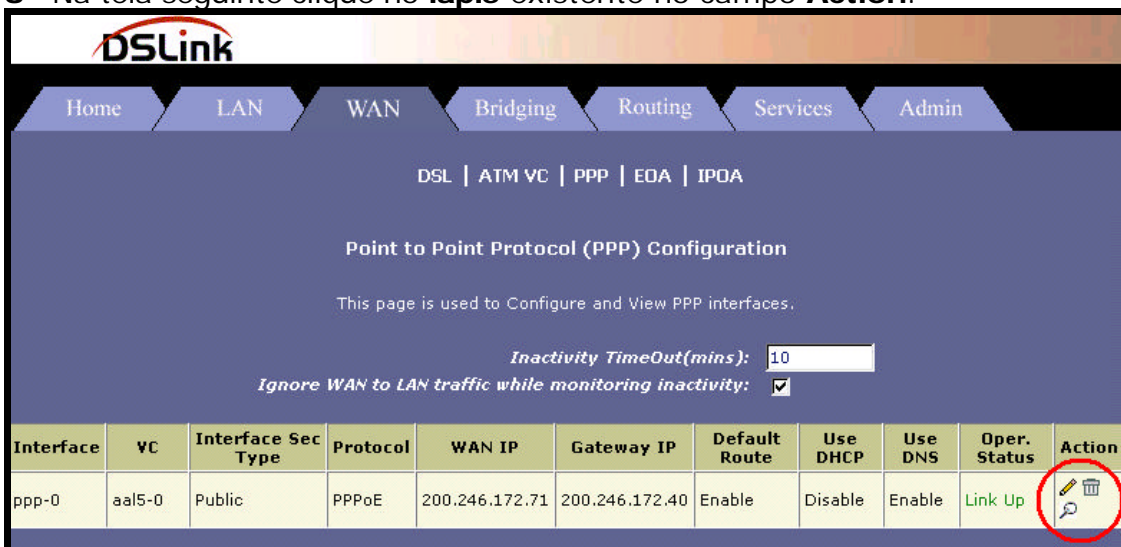 Na tela seguinte clique no lápis existente no campo Action.
DSLink
Home LAN WAN Bridging Routing Services Admin
DSL | ATM VC | PPP | EOA | IPOA
Point to Point Protocol (PPP) Configuration
This page is used to Configure and View PPP interfaces.
Inactivity TimeOut(mins): 10
Ignore WAN to LAN traffic while monitoring inactivity:
Interface VC Interface Sec Type Protocol WAN IP Gateway IP Default Route Use DHCP Use DNS Oper. Status Action
ppp-0 aal5-0 Public PPPoE 200.246.172.71 200.246.172.40 Enable Disable Enable Link Up